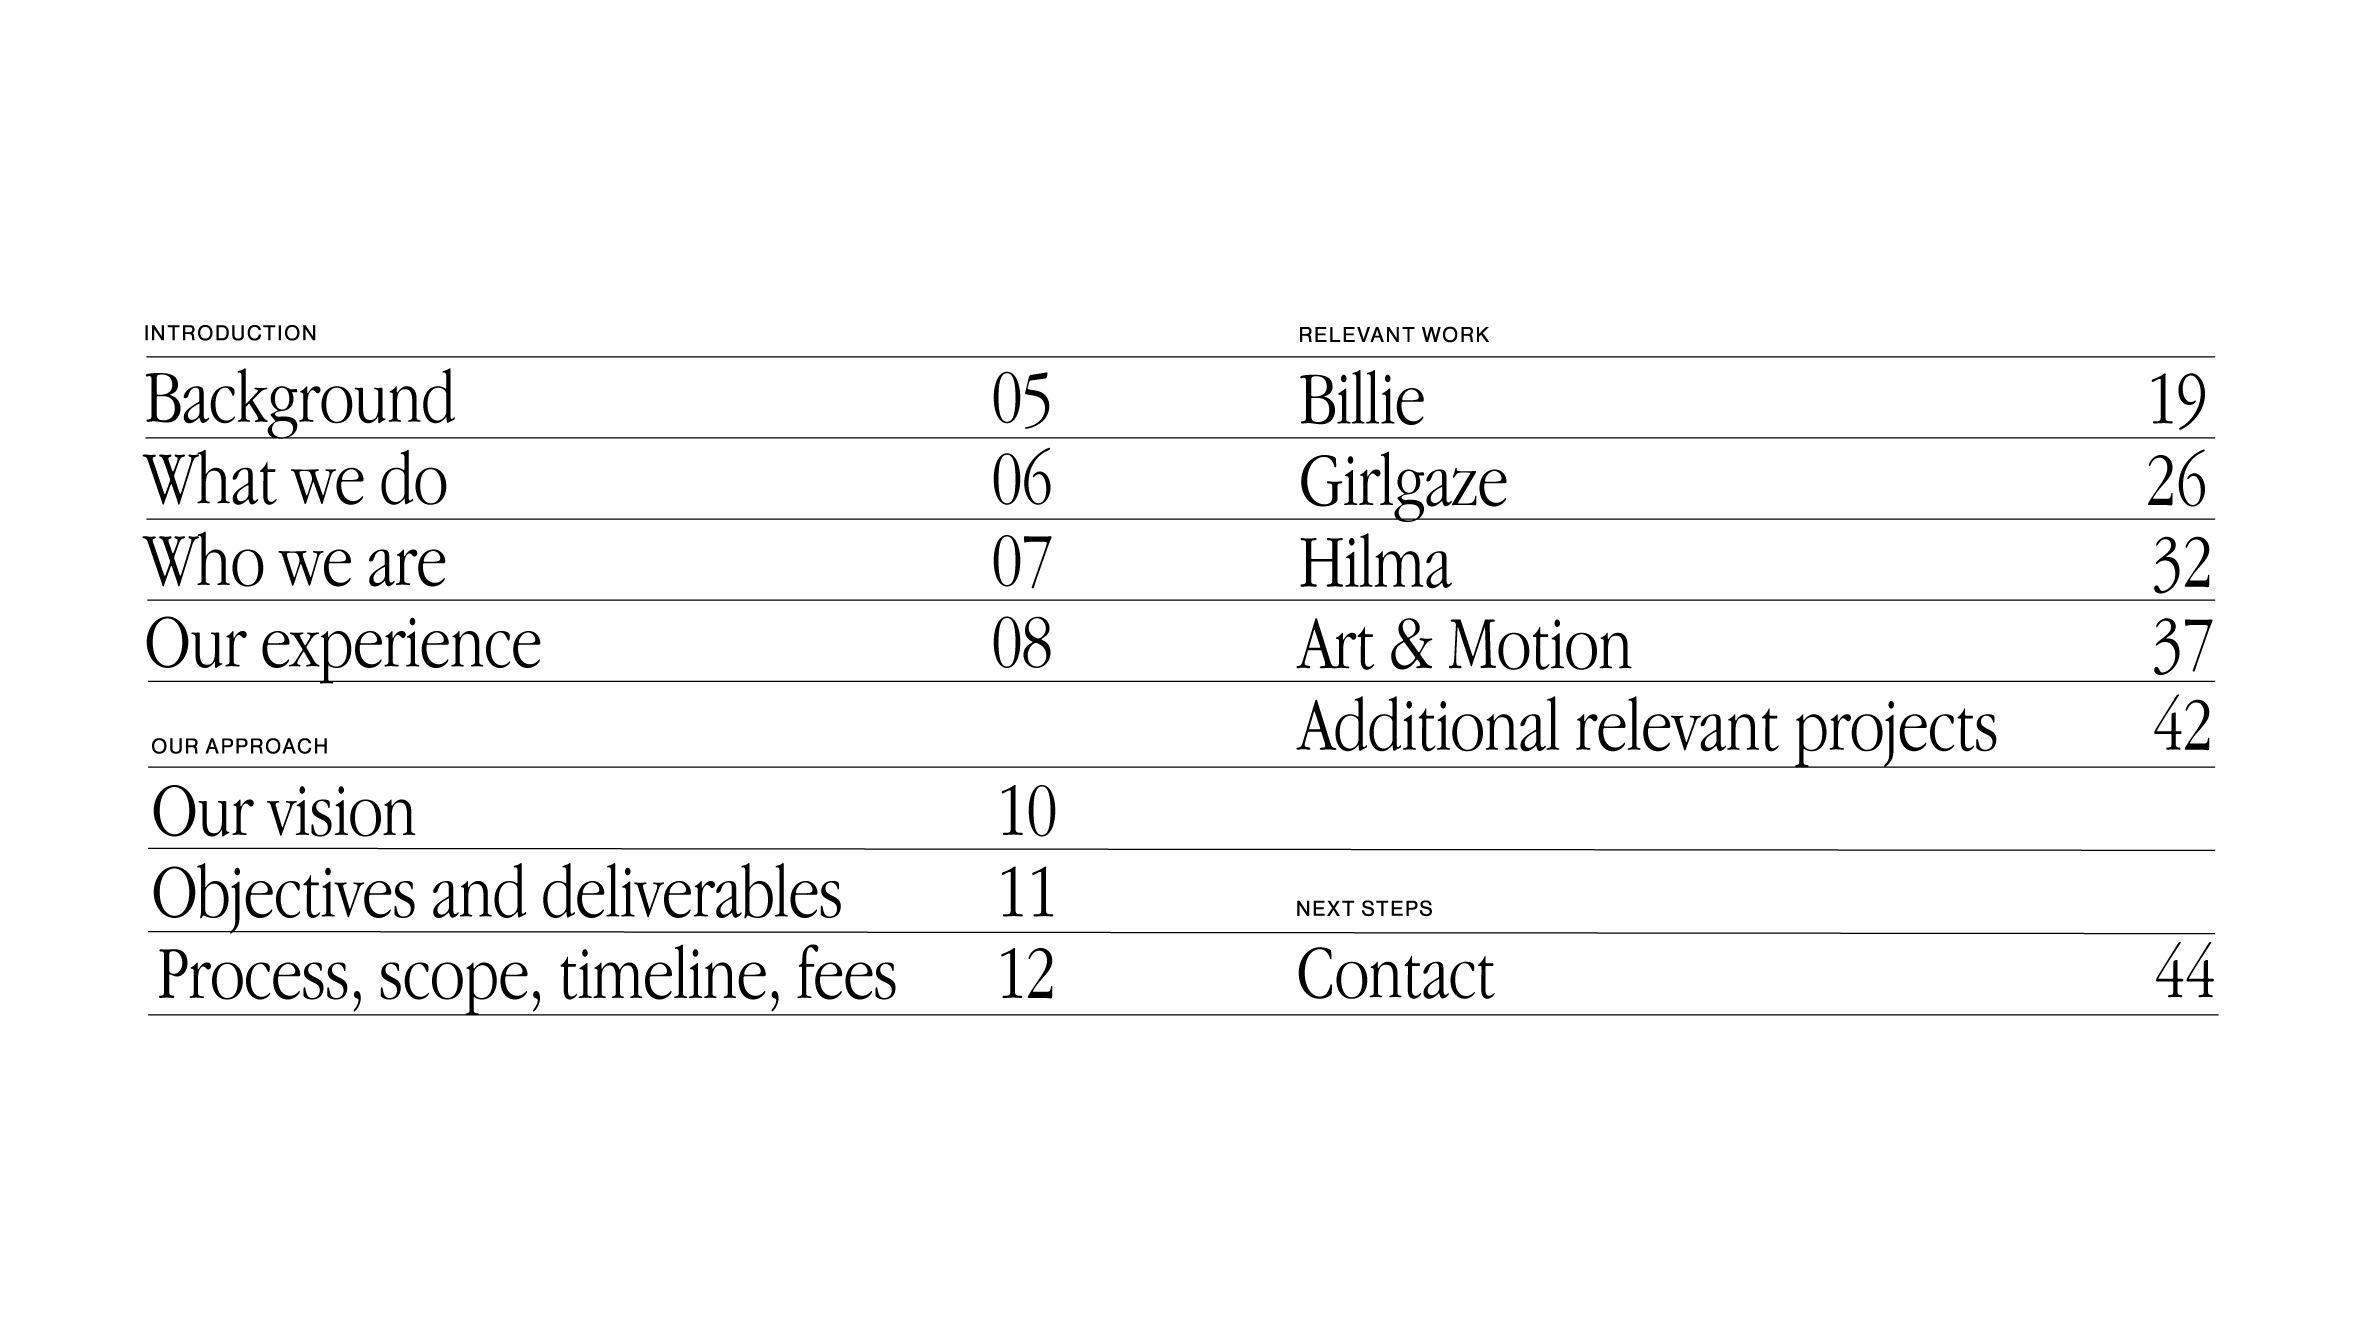 INTRODUCTION
Background 05
What we do 06
Who we are 07
Our experience 08
OUR APPROACH
Our vision 10
Objectives and deliverables 11
Process, scope, timeline, fees 12
RELEVANT WORK
Billie 19
Girlgaze 26
Hilma 32
Art & Motion 37
Additional relevant projects 42
NEXT STEPS
Contact 44